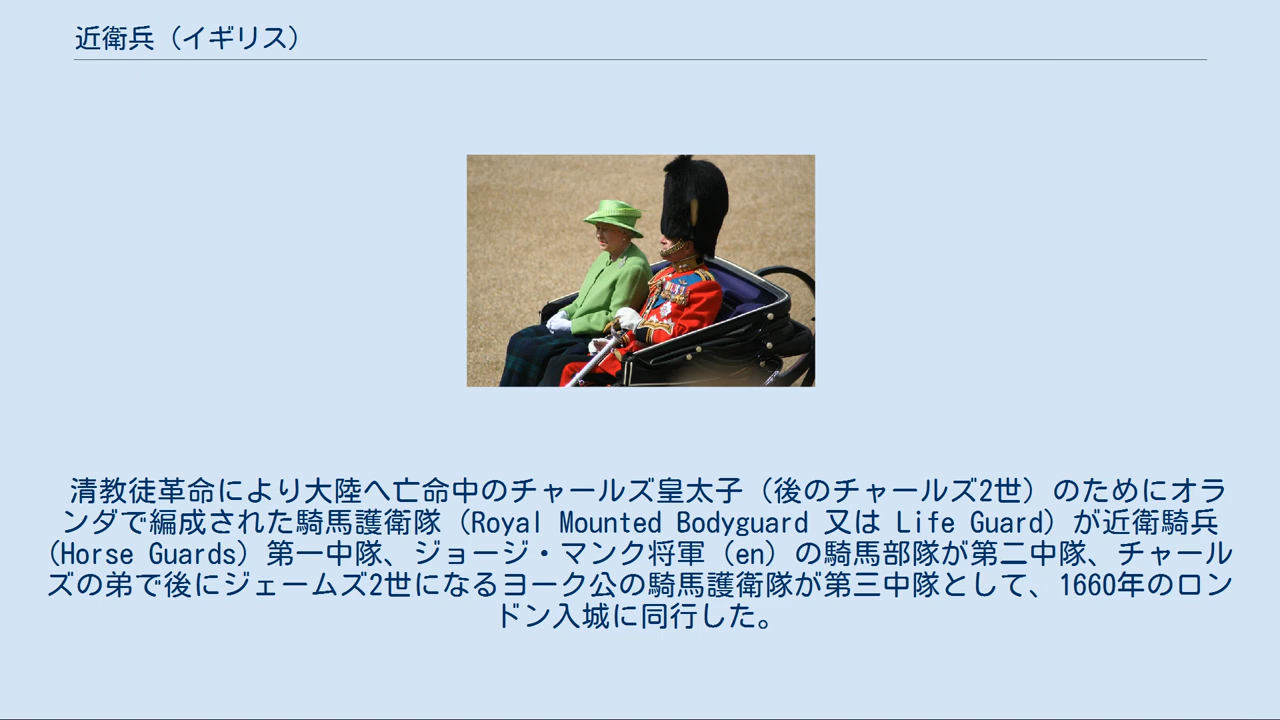 近衛兵（イギリス）
清教徒革命により大陸へ亡命中のチャールズ皇太子（後のチャールズ2世）のためにオラ
ンダで編成された騎馬護衛隊（Royal Mounted Bodyguard 又は Life Guard）が近衛騎兵
（Horse Guards）第一中隊、ジョージ・マンク将軍（en）の騎馬部隊が第二中隊、チャール
ズの弟で後にジェームズ2世になるヨーク公の騎馬護衛隊が第三中隊として、1660年のロン
ドン入城に同行した。